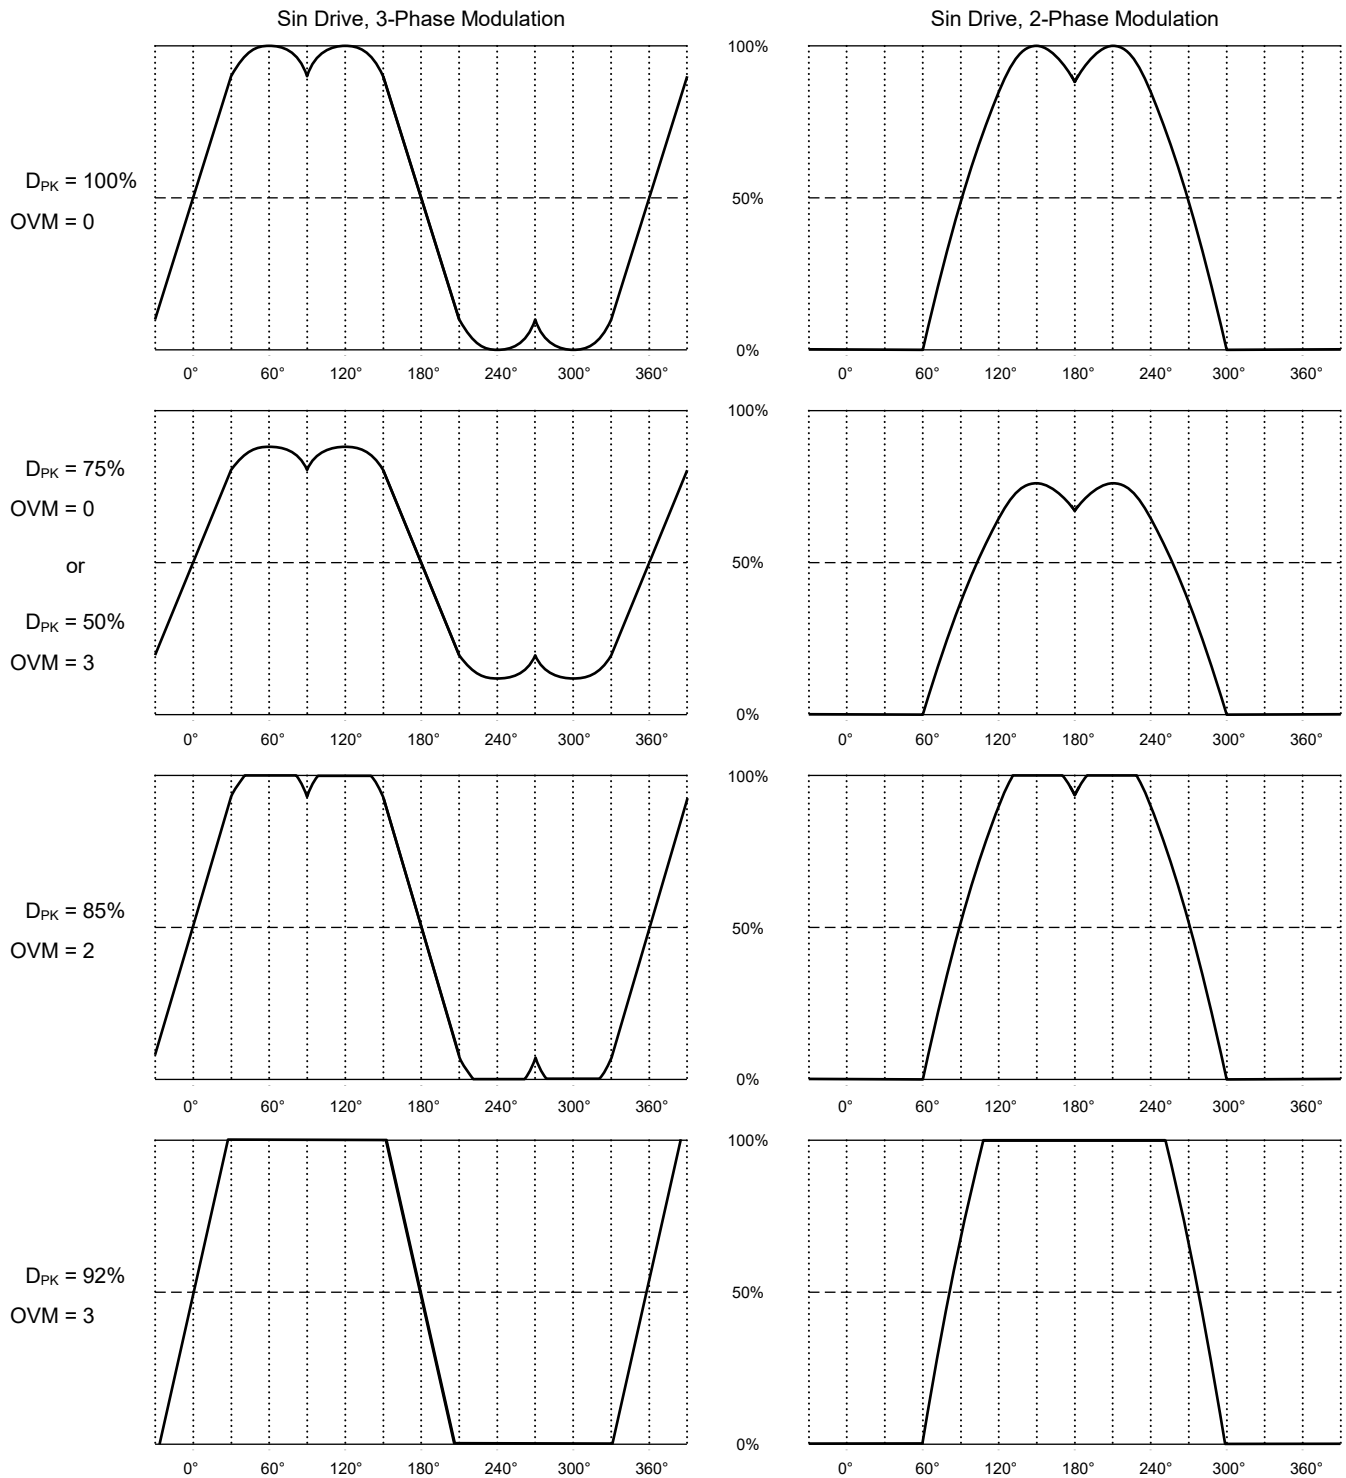 Sin Drive, 3-Phase Modulation
Sin Drive, 2-Phase Modulation
DPK = 100%
OVM = 0
100%
50%
0%
0° 60° 120° 180° 240° 300° 360°
0° 60° 120° 180° 240° 300° 360°
DPK = 75%
OVM = 0
or
DPK = 50%
OVM = 3
100%
50%
0%
0° 60° 120° 180° 240° 300° 360°
0° 60° 120° 180° 240° 300° 360°
DPK = 85%
OVM = 2
100%
50%
0%
0° 60° 120° 180° 240° 300° 360°
0° 60° 120° 180° 240° 300° 360°
DPK = 92%
OVM = 3
100%
50%
0%
0° 60° 120° 180° 240° 300° 360°
0° 60° 120° 180° 240° 300° 360°